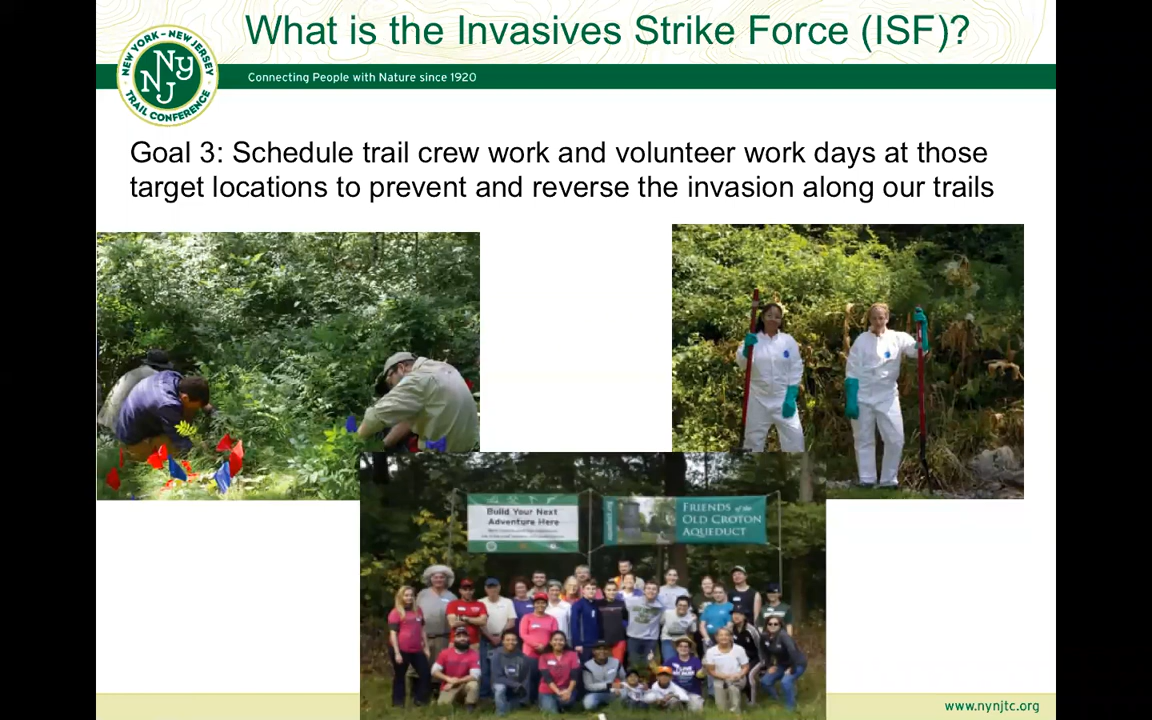 What is the Invasives Strike Force (ISF)?
NEW YORK - NEW JERSEY
NY
NJ
TRAIL CONFERENCE
Connecting People with Nature since 1920
Goal 3: Schedule trail crew work and volunteer work days at those
target locations to prevent and reverse the invasion along our trails
Build Your Next
Adventure Here
FRIENDS of the
OLD CROTON
AQUEDUCT
www.nynjtc.org